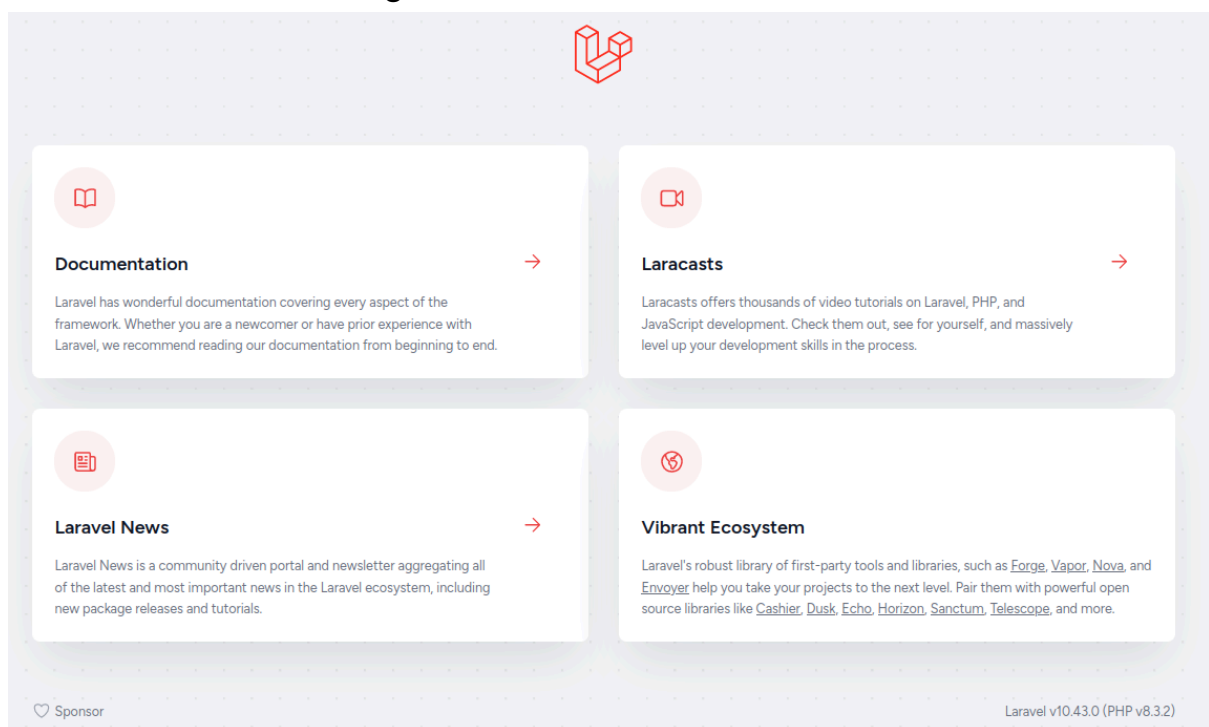 Documentation
Laravel has wonderful documentation covering every aspect of the
framework. Whether you are a newcomer or have prior experience with
Laravel, we recommend reading our documentation from beginning to end.
Laracasts
Laracasts offers thousands of video tutorials on Laravel, PHP, and
JavaScript development. Check them out, see for yourself, and massively
level up your development skills in the process.
Laravel News
Laravel News is a community driven portal and newsletter aggregating all
of the latest and most important news in the Laravel ecosystem, including
new package releases and tutorials.
Vibrant Ecosystem
Laravel's robust library of first-party tools and libraries, such as Forge, Vapor, Nova, and
Envoyer help you take your projects to the next level. Pair them with powerful open
source libraries like Cashier, Dusk, Echo, Horizon, Sanctum, Telescope, and more.
Sponsor
Laravel v10.43.0 (PHP v8.3.2)